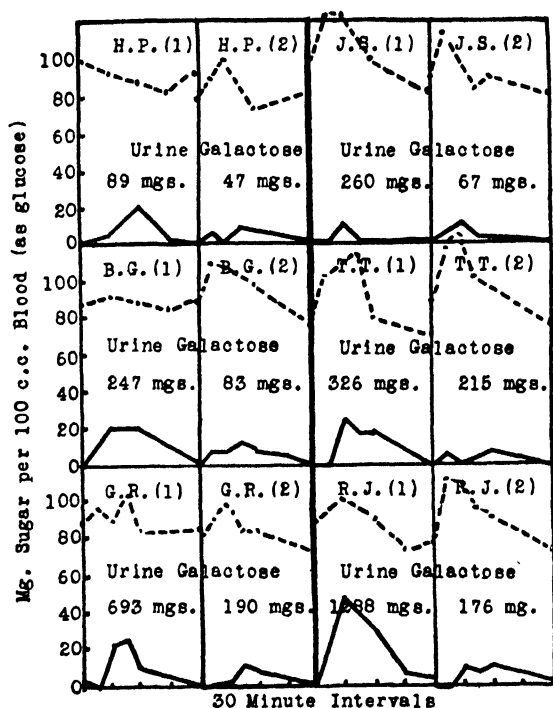 Mg. Sugar per 100 c.c. Blood (as glucose)
H.P.(1) H.P.(2) J.S.(1) J.S.(2)
100
80
60
40
20
0
Urine Galactose Urine Galactose
89 mgs. 47 mgs. 260 mgs. 67 mgs.
B.G.(1) B.G.(2) T.T.(1) T.T.(2)
100
80
60
40
20
0
Urine Galactose Urine Galactose
247 mgs. 83 mgs. 326 mgs. 215 mgs.
G.R.(1) G.R.(2) R.J.(1) R.J.(2)
100
80
60
40
20
0
Urine Galactose Urine Galactose
693 mgs. 190 mgs. mgs. 176 mg.
30 Minute Intervals